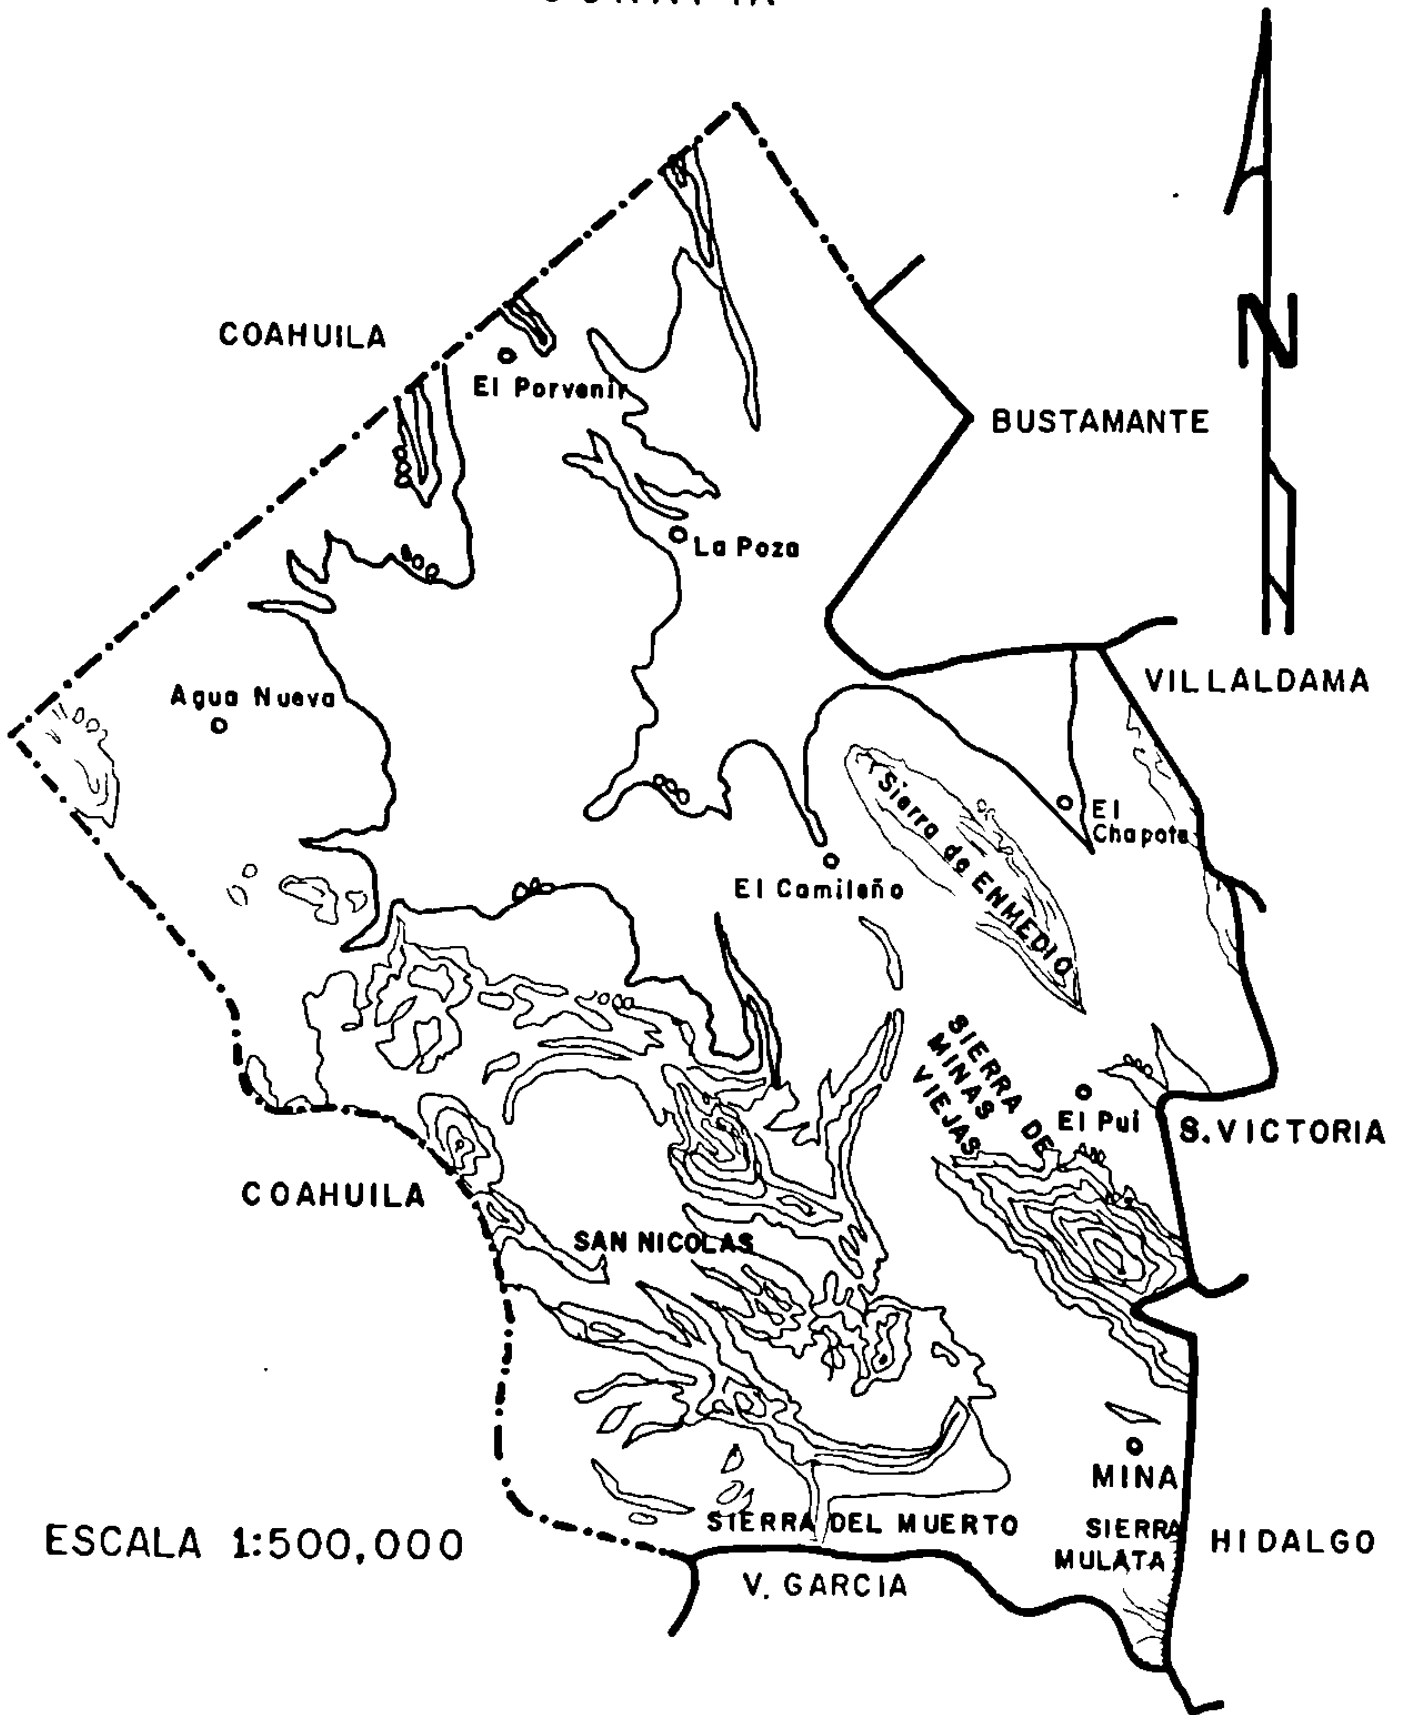 COAHUILA
N
El Porvenir
BUSTAMANTE
La Poza
VILLALDAMA
Agua Nueva
Sierra de ENMEDIO
El
Chapote
El Camileño
SIERRA DE
MINAS
VIEJAS
El Pui
S. VICTORIA
COAHUILA
SAN NICOLAS
MINA
SIERRA DEL MUERTO
SIERRA
MULATA
HIDALGO
ESCALA 1:500,000
V. GARCIA